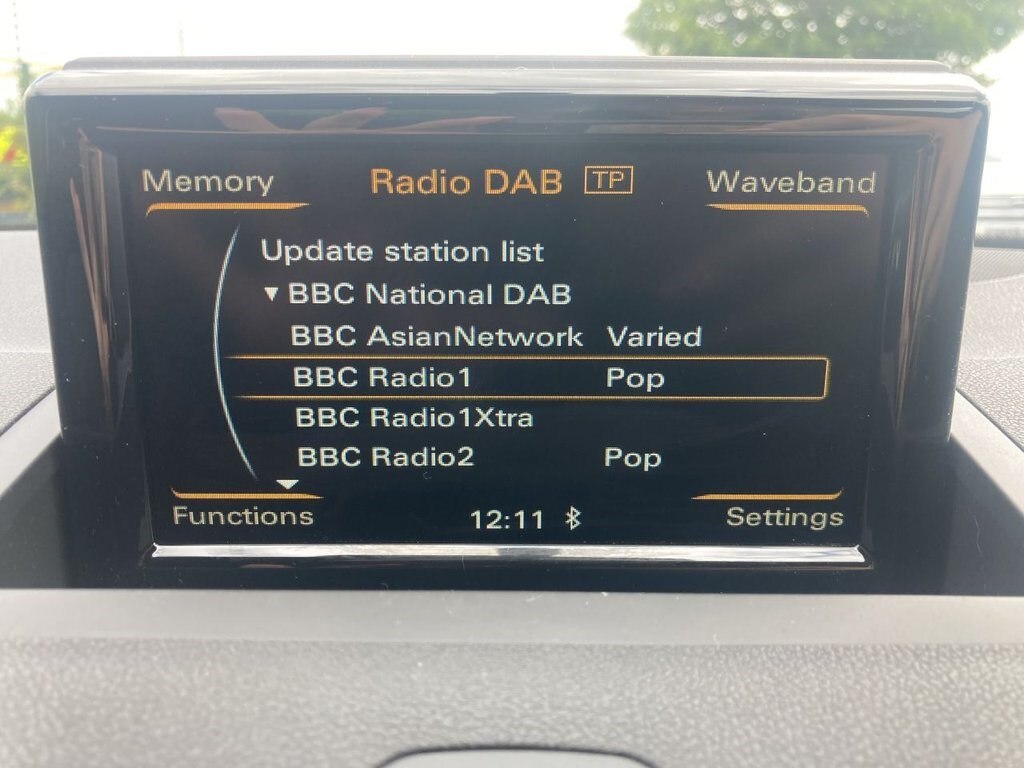 Memory Radio DAB TP Waveband
Update station list
▼ BBC National DAB
BBC AsianNetwork Varied
BBC Radio1 Pop
BBC Radio1Xtra
BBC Radio2 Pop
Functions 12:11 Settings